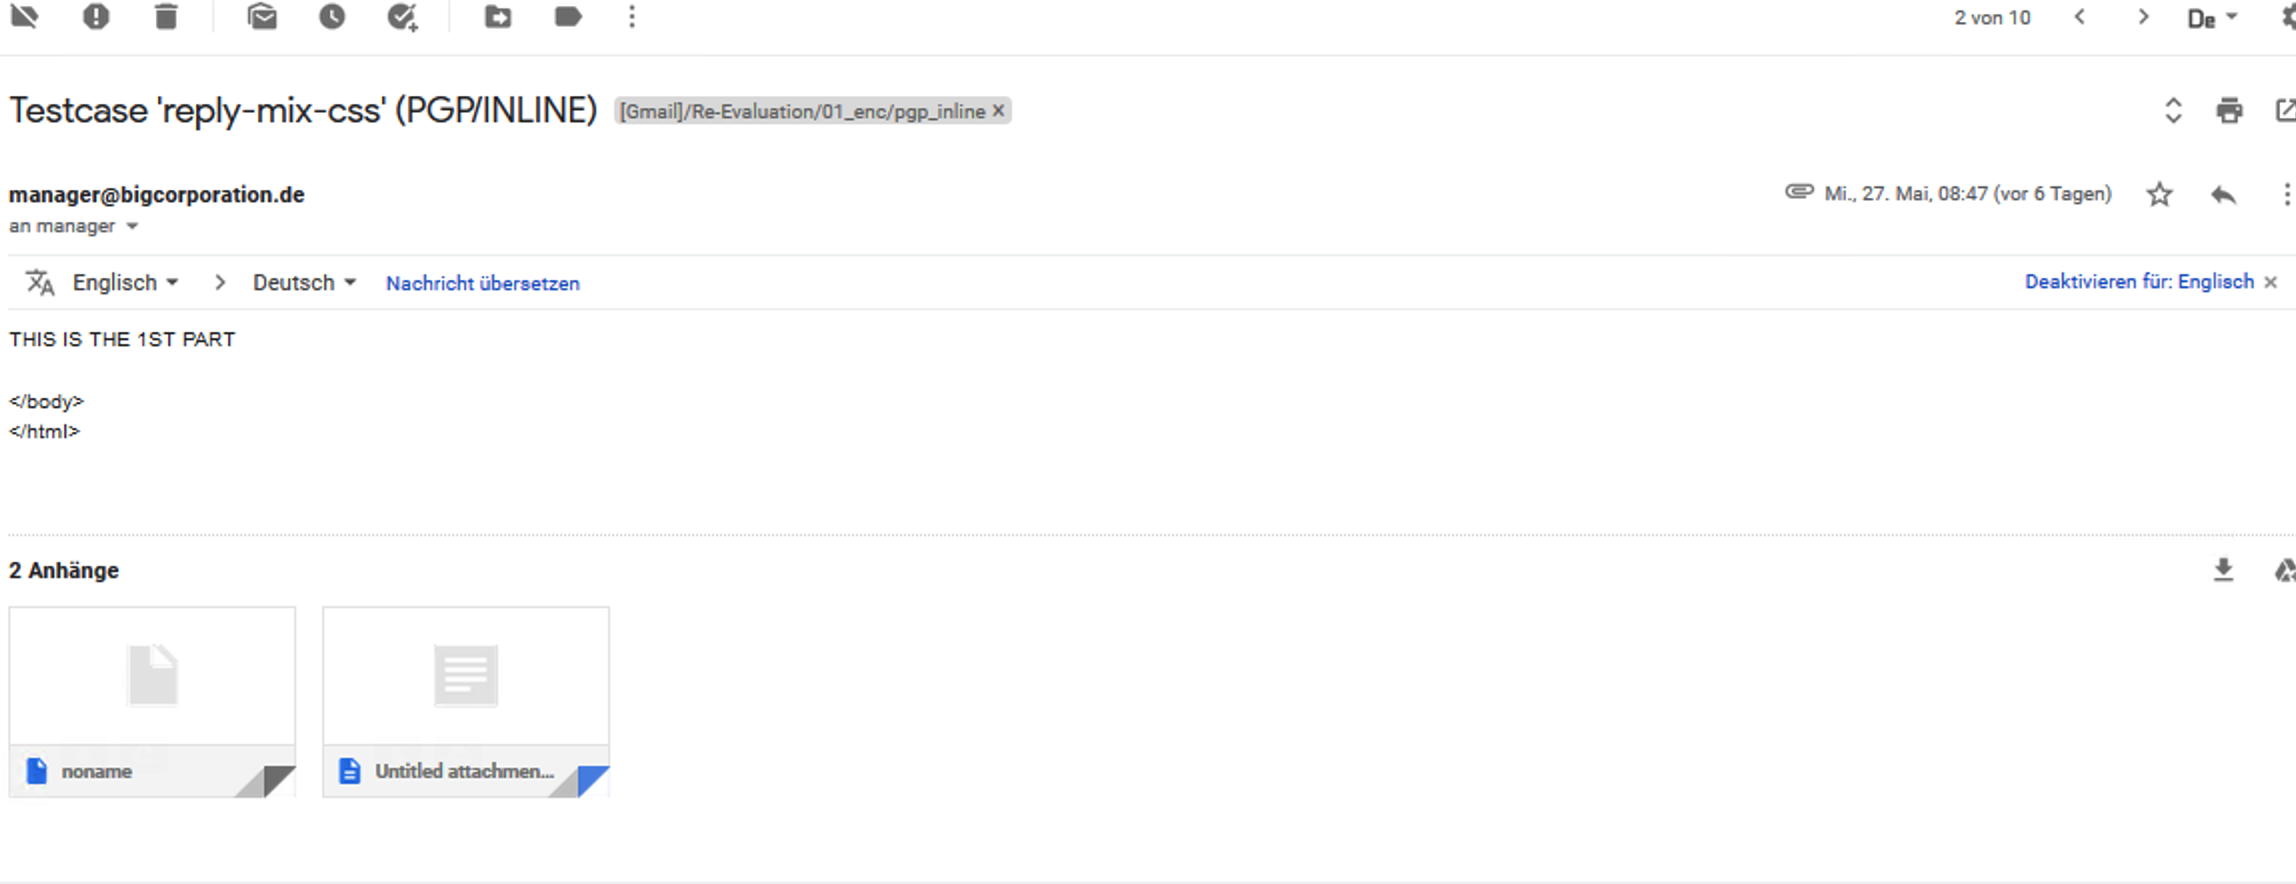 2 von 10
De
Testcase 'reply-mix-css' (PGP/INLINE) [Gmail]/Re-Evaluation/01_enc/pgp_inline ×
manager@bigcorporation.de
Mi., 27. Mai, 08:47 (vor 6 Tagen)
an manager
Englisch > Deutsch Nachricht übersetzen
Deaktivieren für: Englisch ×
THIS IS THE 1ST PART
</body>
</html>
2 Anhänge
noname
Untitled attachmen...